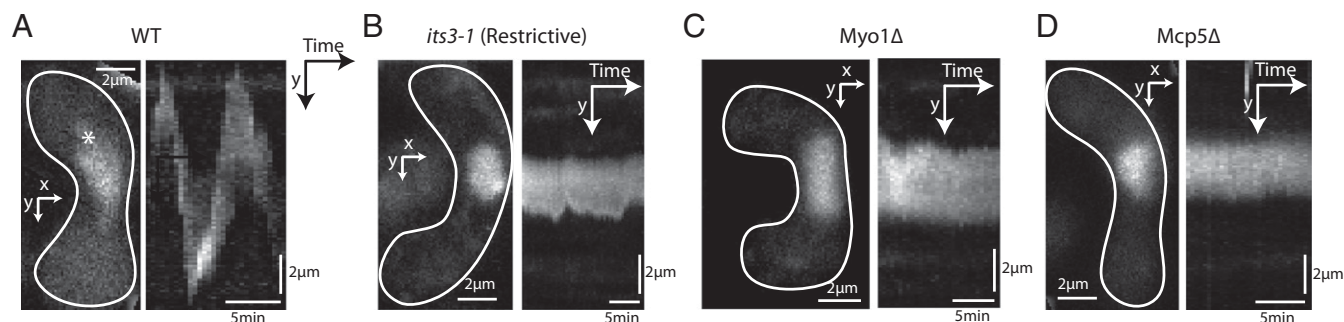 A
WT
2µm
*
x
y
2µm
5min
Time
y
B
its3-1 (Restrictive)
x
y
2µm
Time
y
2µm
5min
C
Myo1Δ
x
y
2µm
Time
y
2µm
5min
D
Mcp5Δ
x
y
2µm
Time
y
2µm
5min